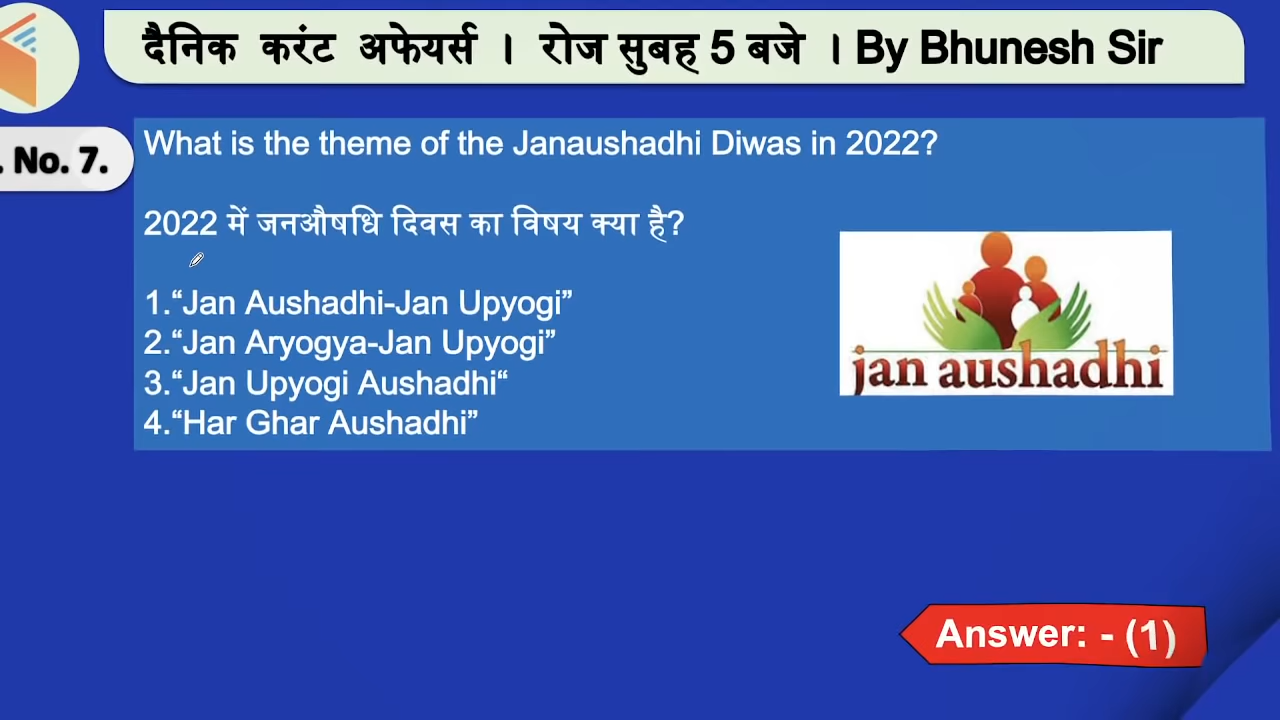 दैनिक करंट अफेयर्स । रोज सुबह 5 बजे । By Bhunesh Sir
. No. 7.
What is the theme of the Janaushadhi Diwas in 2022?
2022 में जनऔषधि दिवस का विषय क्या है?
1.“Jan Aushadhi-Jan Upyogi”
2.“Jan Aryogya-Jan Upyogi”
3.“Jan Upyogi Aushadhi“
4.“Har Ghar Aushadhi”
jan aushadhi
Answer: - (1)